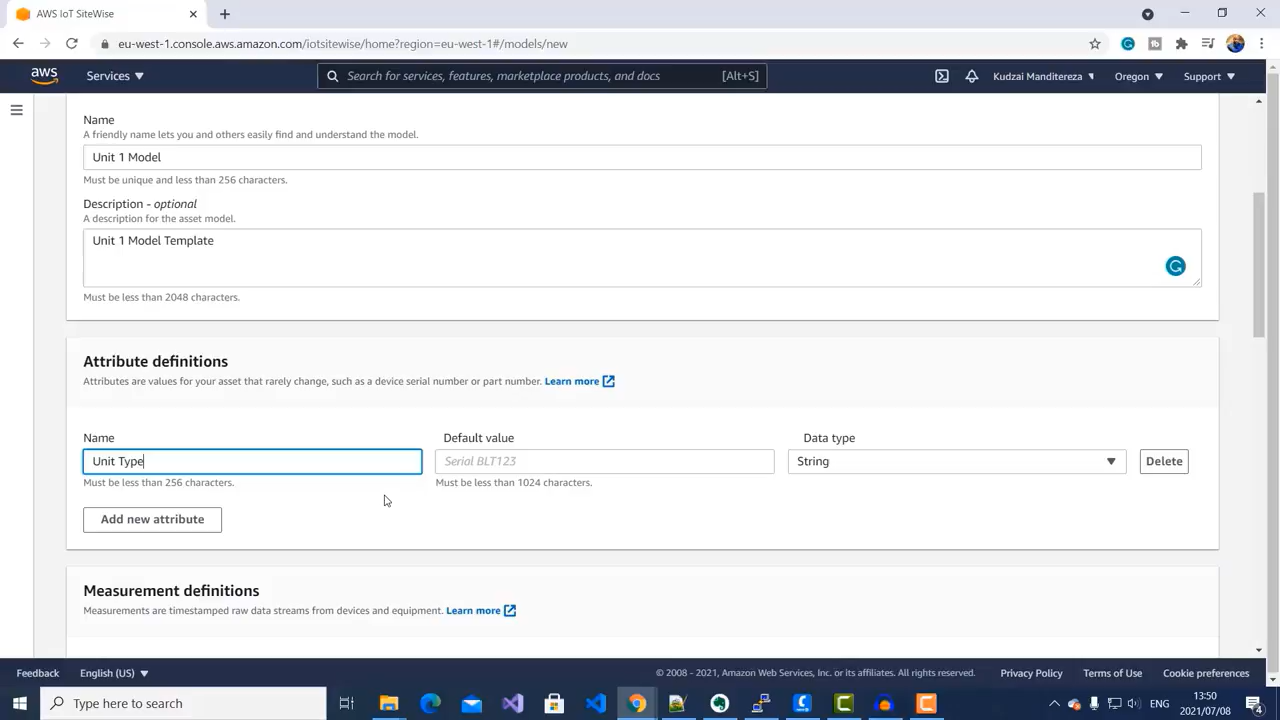 AWS IoT SiteWise
eu-west-1.console.aws.amazon.com/iotsitewise/home?region=eu-west-1#/models/new
aws
Services
Search for services, features, marketplace products, and docs
[Alt+S]
Kudzai Manditereza
Oregon
Support
Name
A friendly name lets you and others easily find and understand the model.
Unit 1 Model
Must be unique and less than 256 characters.
Description - optional
A description for the asset model.
Unit 1 Model Template
Must be less than 2048 characters.
Attribute definitions
Attributes are values for your asset that rarely change, such as a device serial number or part number. Learn more
Name
Default value
Data type
Unit Type
Serial BLT123
String
Delete
Must be less than 256 characters.
Must be less than 1024 characters.
Add new attribute
Measurement definitions
Measurements are timestamped raw data streams from devices and equipment. Learn more
Feedback
English (US)
© 2008 - 2021, Amazon Web Services, Inc. or its affiliates. All rights reserved.
Privacy Policy
Terms of Use
Cookie preferences
Type here to search
ENG
13:50
2021/07/08
4